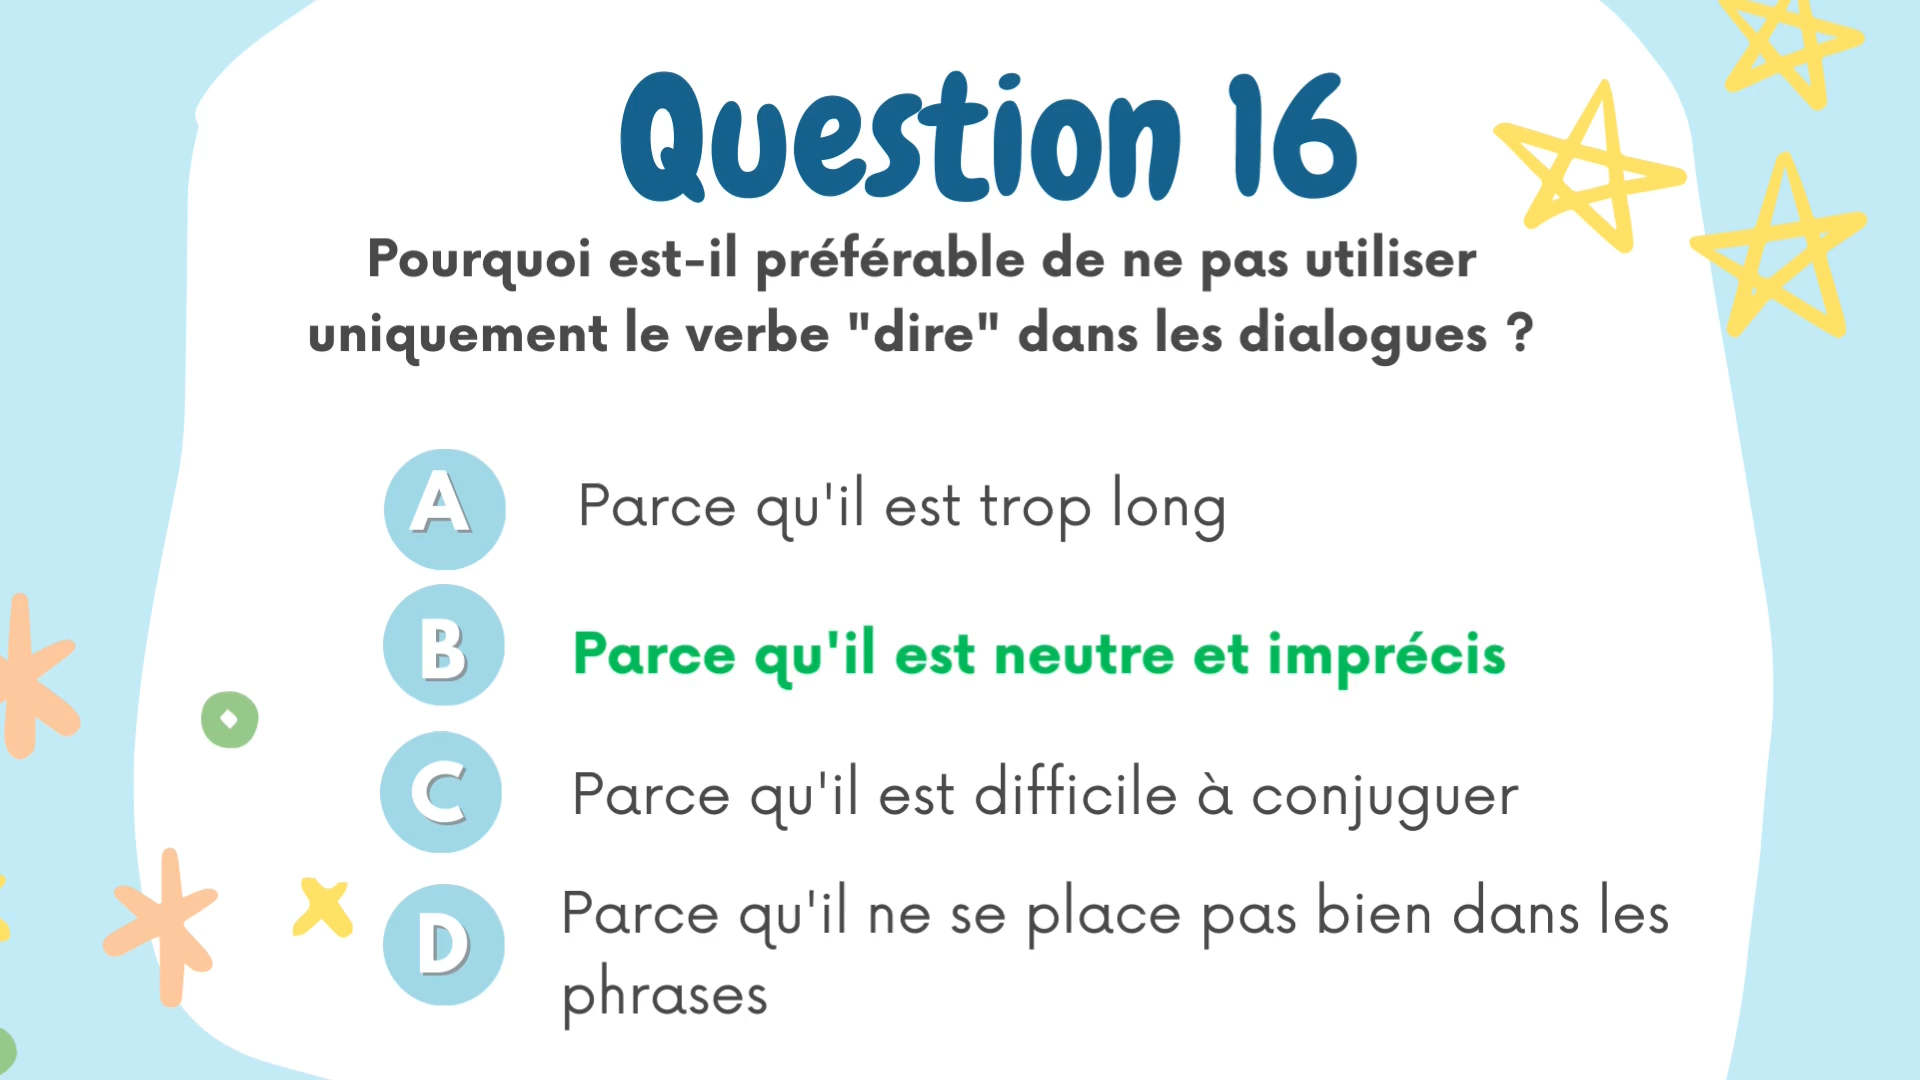 Question 16
Pourquoi est-il préférable de ne pas utiliser
uniquement le verbe "dire" dans les dialogues ?
A Parce qu'il est trop long
B Parce qu'il est neutre et imprécis
C Parce qu'il est difficile à conjuguer
D Parce qu'il ne se place pas bien dans les
phrases